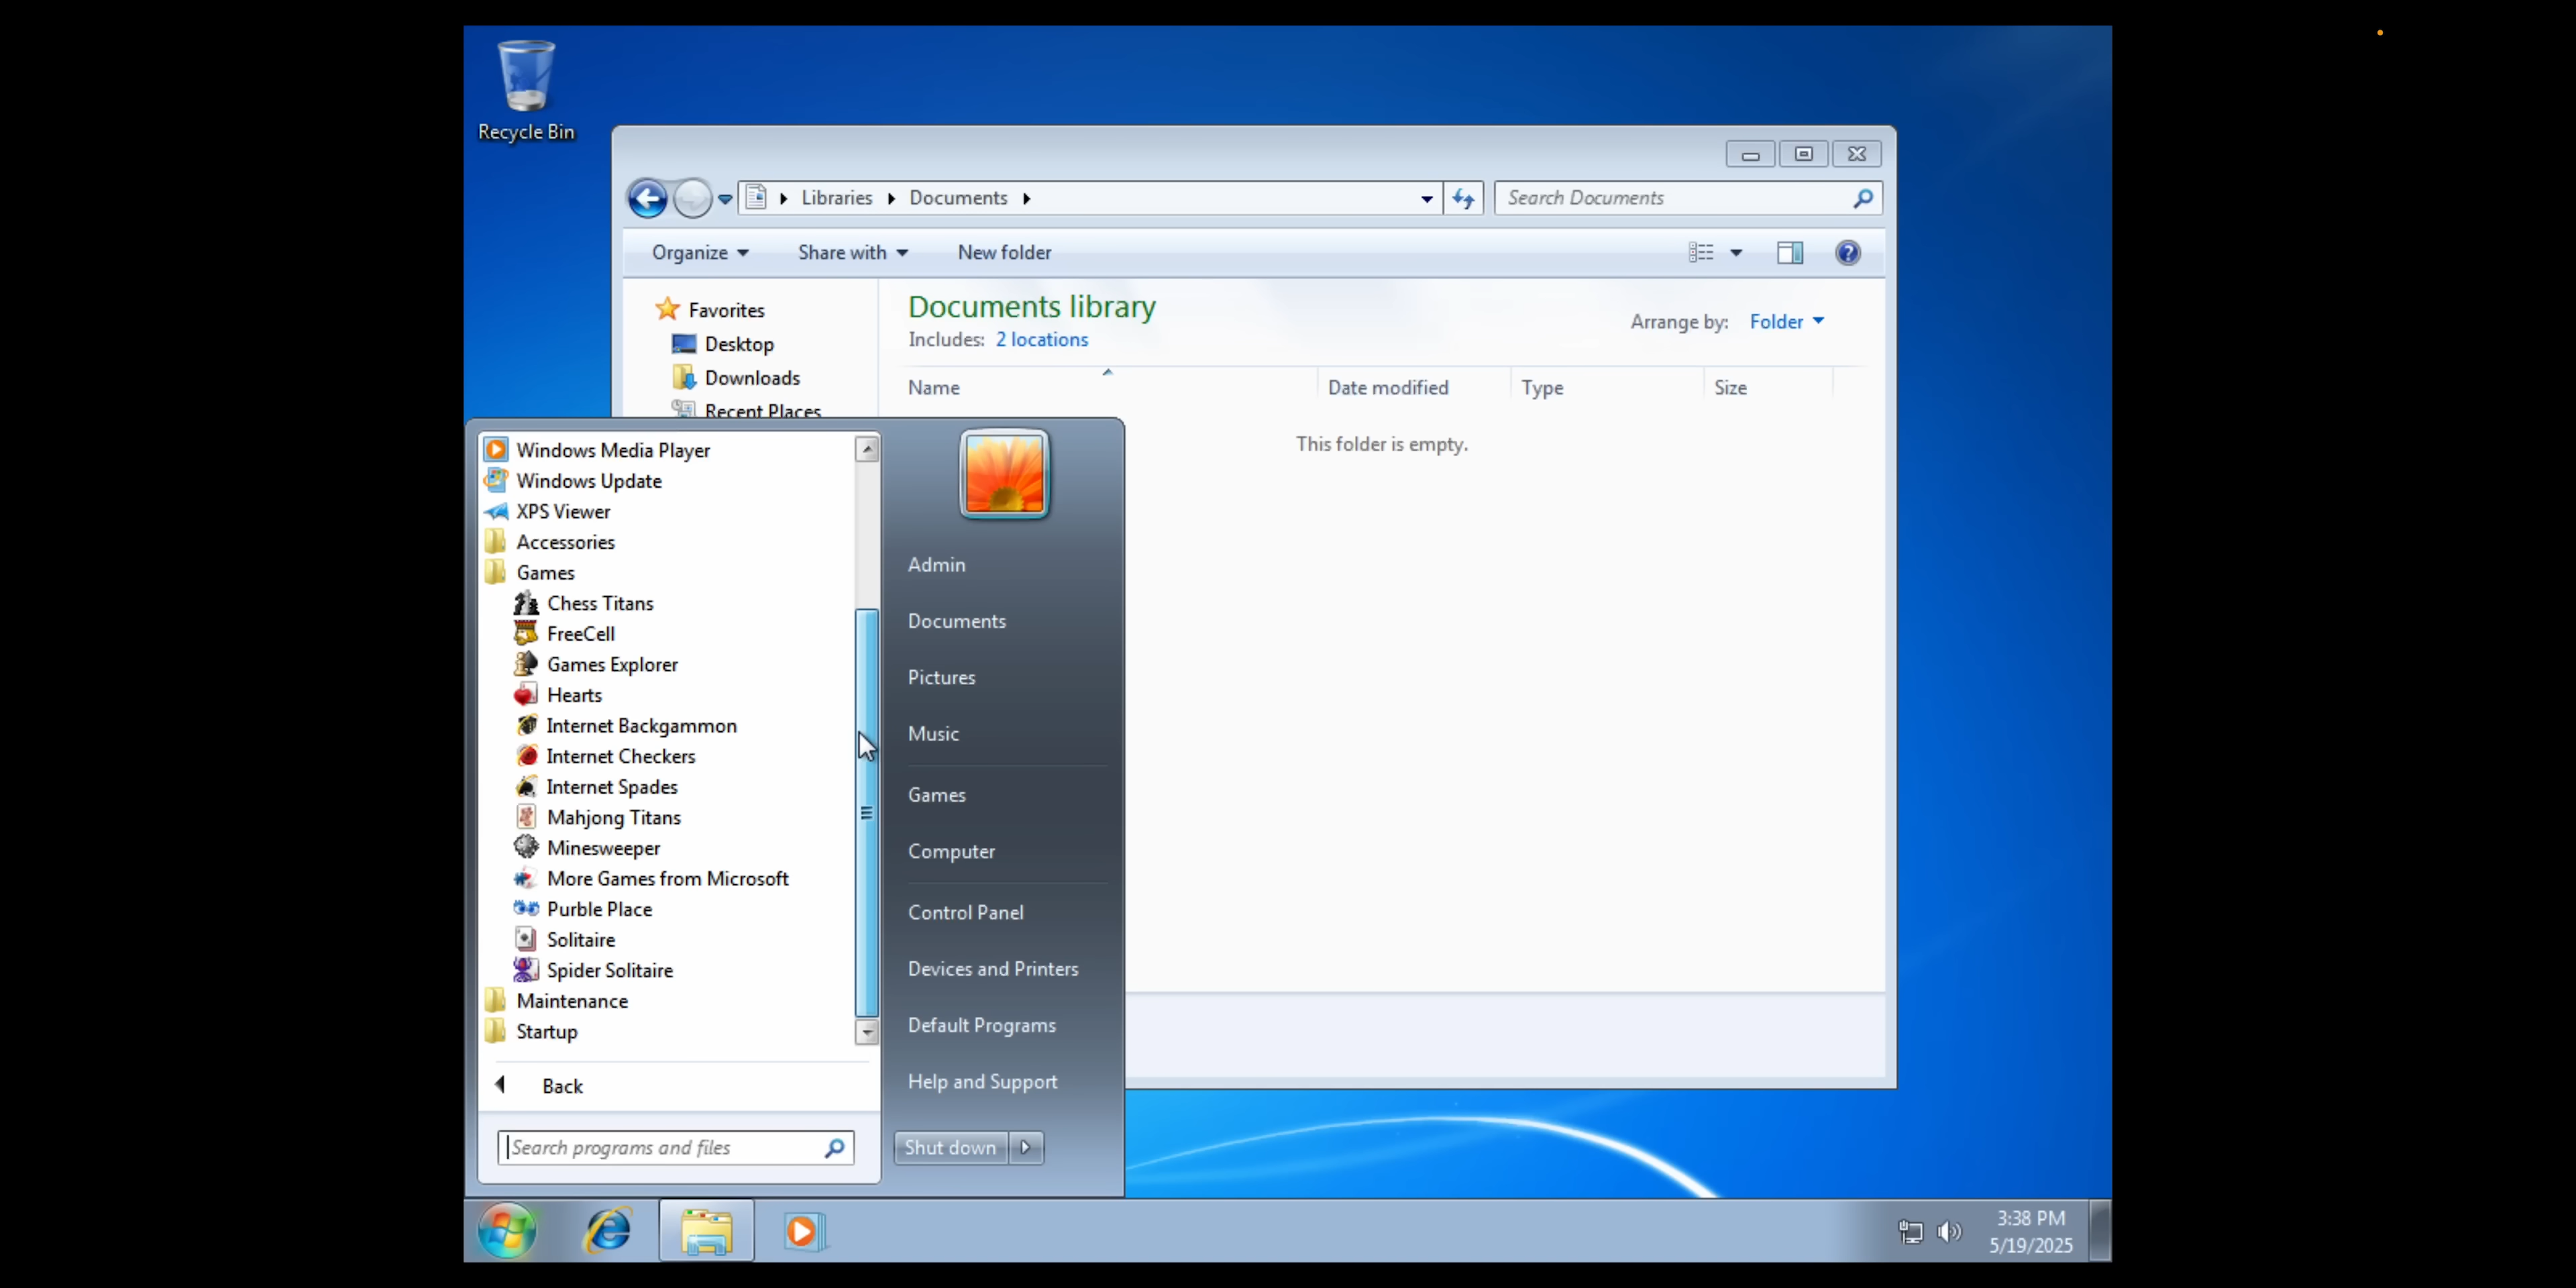 Recycle Bin
Libraries Documents
Search Documents
Organize Share with New folder
Favorites
Desktop
Downloads
Recent Places
Documents library
Includes: 2 locations
Arrange by: Folder
Name Date modified Type Size
This folder is empty.
Windows Media Player
Windows Update
XPS Viewer
Accessories
Games
Chess Titans
FreeCell
Games Explorer
Hearts
Internet Backgammon
Internet Checkers
Internet Spades
Mahjong Titans
Minesweeper
More Games from Microsoft
Purble Place
Solitaire
Spider Solitaire
Maintenance
Startup
Back
Search programs and files
Admin
Documents
Pictures
Music
Games
Computer
Control Panel
Devices and Printers
Default Programs
Help and Support
Shut down
3:38 PM
5/19/2025